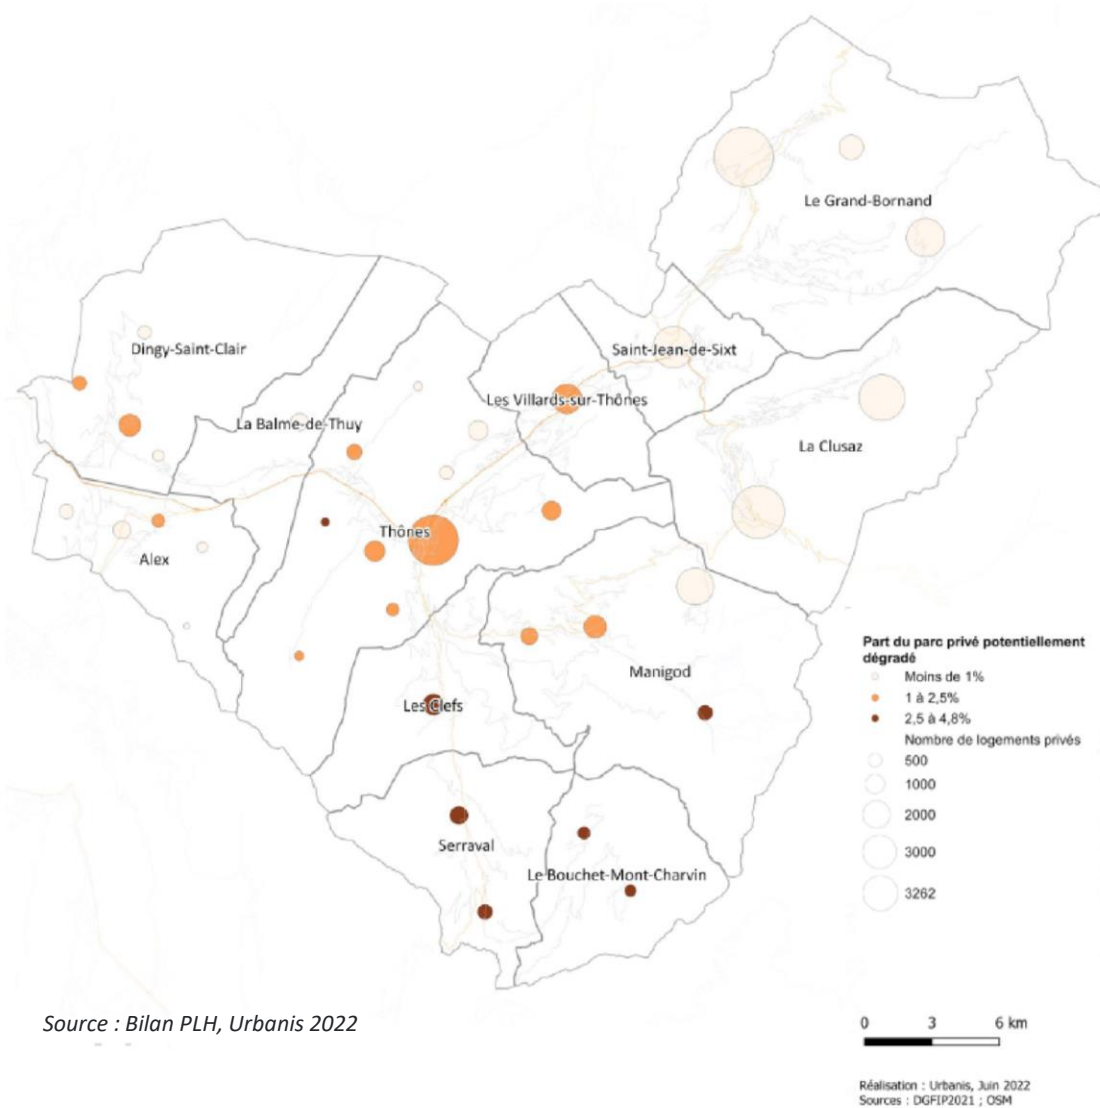 Le Grand-Bornand
Dingy-Saint-Clair
Saint-Jean-de-Sixt
Les Villards-sur-Thônes
La Balme-de-Thuy
La Clusaz
Thônes
Alex
Manigod
Les Clefs
Serraval
Le Bouchet-Mont-Charvin
Part du parc privé potentiellement
dégradé
Moins de 1%
1 à 2,5%
2,5 à 4,8%
Nombre de logements privés
500
1000
2000
3000
3262
Source : Bilan PLH, Urbanis 2022
0 3 6 km
Réalisation : Urbanis, Juin 2022
Sources : DGFIP2021 ; OSM